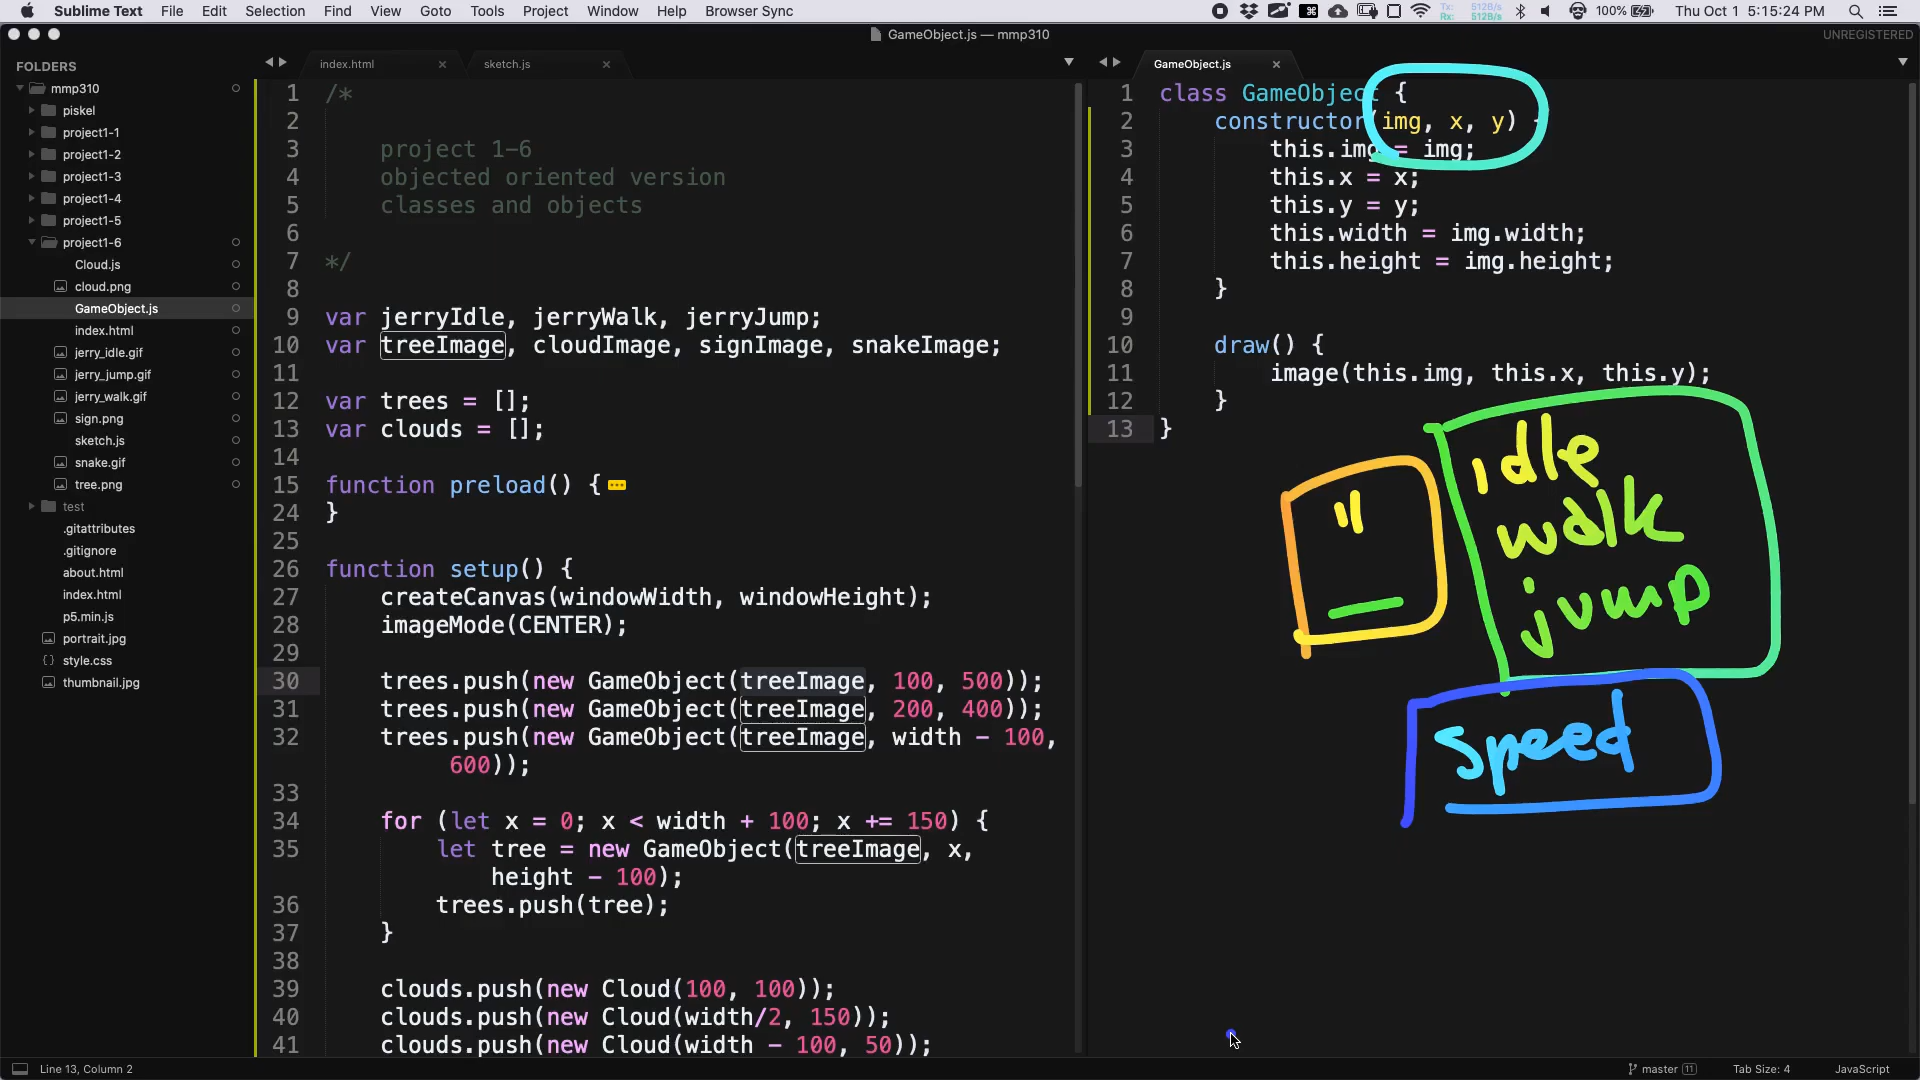 Sublime Text File Edit Selection Find View Goto Tools Project Window Help Browser Sync
Tx: 512B/s
Rx: 512B/s
100% Thu Oct 1 5:15:24 PM
GameObject.js — mmp310
UNREGISTERED
FOLDERS
mmp310
piskel
project1-1
project1-2
project1-3
project1-4
project1-5
project1-6
Cloud.js
cloud.png
GameObject.js
index.html
jerry_idle.gif
jerry_jump.gif
jerry_walk.gif
sign.png
sketch.js
snake.gif
tree.png
test
.gitattributes
.gitignore
about.html
index.html
p5.min.js
portrait.jpg
style.css
thumbnail.jpg
index.html
sketch.js
1 /*
2
3 project 1-6
4 objected oriented version
5 classes and objects
6
7 */
8
9 var jerryIdle, jerryWalk, jerryJump;
10 var treeImage, cloudImage, signImage, snakeImage;
11
12 var trees = [];
13 var clouds = [];
14
15 function preload() {
24 }
25
26 function setup() {
27 createCanvas(windowWidth, windowHeight);
28 imageMode(CENTER);
29
30 trees.push(new GameObject(treeImage, 100, 500));
31 trees.push(new GameObject(treeImage, 200, 400));
32 trees.push(new GameObject(treeImage, width - 100,
600));
33
34 for (let x = 0; x < width + 100; x += 150) {
35 let tree = new GameObject(treeImage, x,
height - 100);
36 trees.push(tree);
37 }
38
39 clouds.push(new Cloud(100, 100));
40 clouds.push(new Cloud(width/2, 150));
41 clouds.push(new Cloud(width - 100, 50));
GameObject.js
1 class GameObject {
2 constructor(img, x, y) {
3 this.img = img;
4 this.x = x;
5 this.y = y;
6 this.width = img.width;
7 this.height = img.height;
8 }
9
10 draw() {
11 image(this.img, this.x, this.y);
12 }
13 }
idle
walk
jump
speed
Line 13, Column 2
master 11
Tab Size: 4
JavaScript